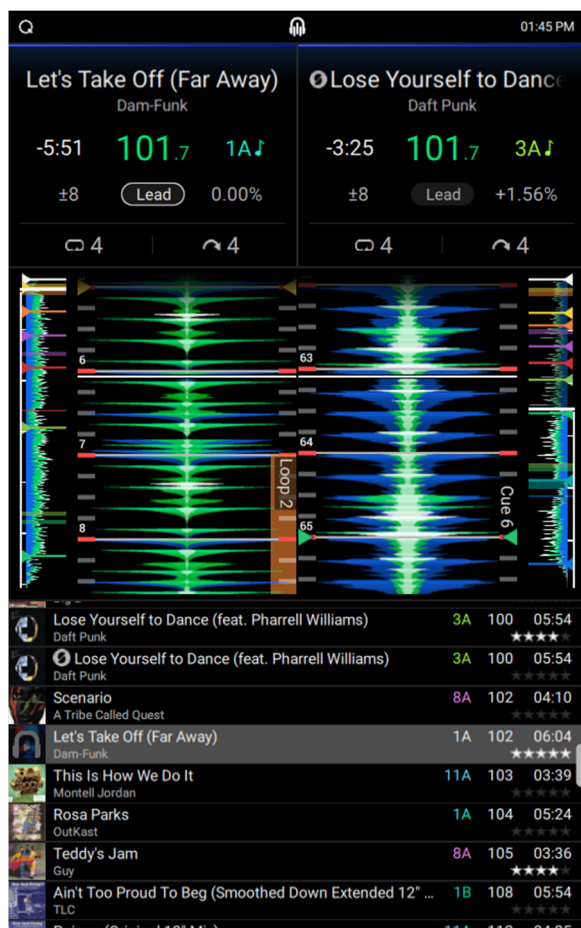 01:45 PM
Let's Take Off (Far Away)
Dam-Funk
-5:51 101.7 1A
±8 Lead 0.00%
4 4
Lose Yourself to Dance
Daft Punk
-3:25 101.7 3A
±8 Lead +1.56%
4 4
6
7
8
Loop 2
63
64
65
Cue 6
Lose Yourself to Dance (feat. Pharrell Williams) 3A 100 05:54
Daft Punk
Lose Yourself to Dance (feat. Pharrell Williams) 3A 100 05:54
Daft Punk
Scenario 8A 102 04:10
A Tribe Called Quest
Let's Take Off (Far Away) 1A 102 06:04
Dam-Funk
This Is How We Do It 11A 103 03:39
Montell Jordan
Rosa Parks 1A 104 05:24
OutKast
Teddy's Jam 8A 105 03:36
Guy
Ain't Too Proud To Beg (Smoothed Down Extended 12" ... 1B 108 05:54
TLC